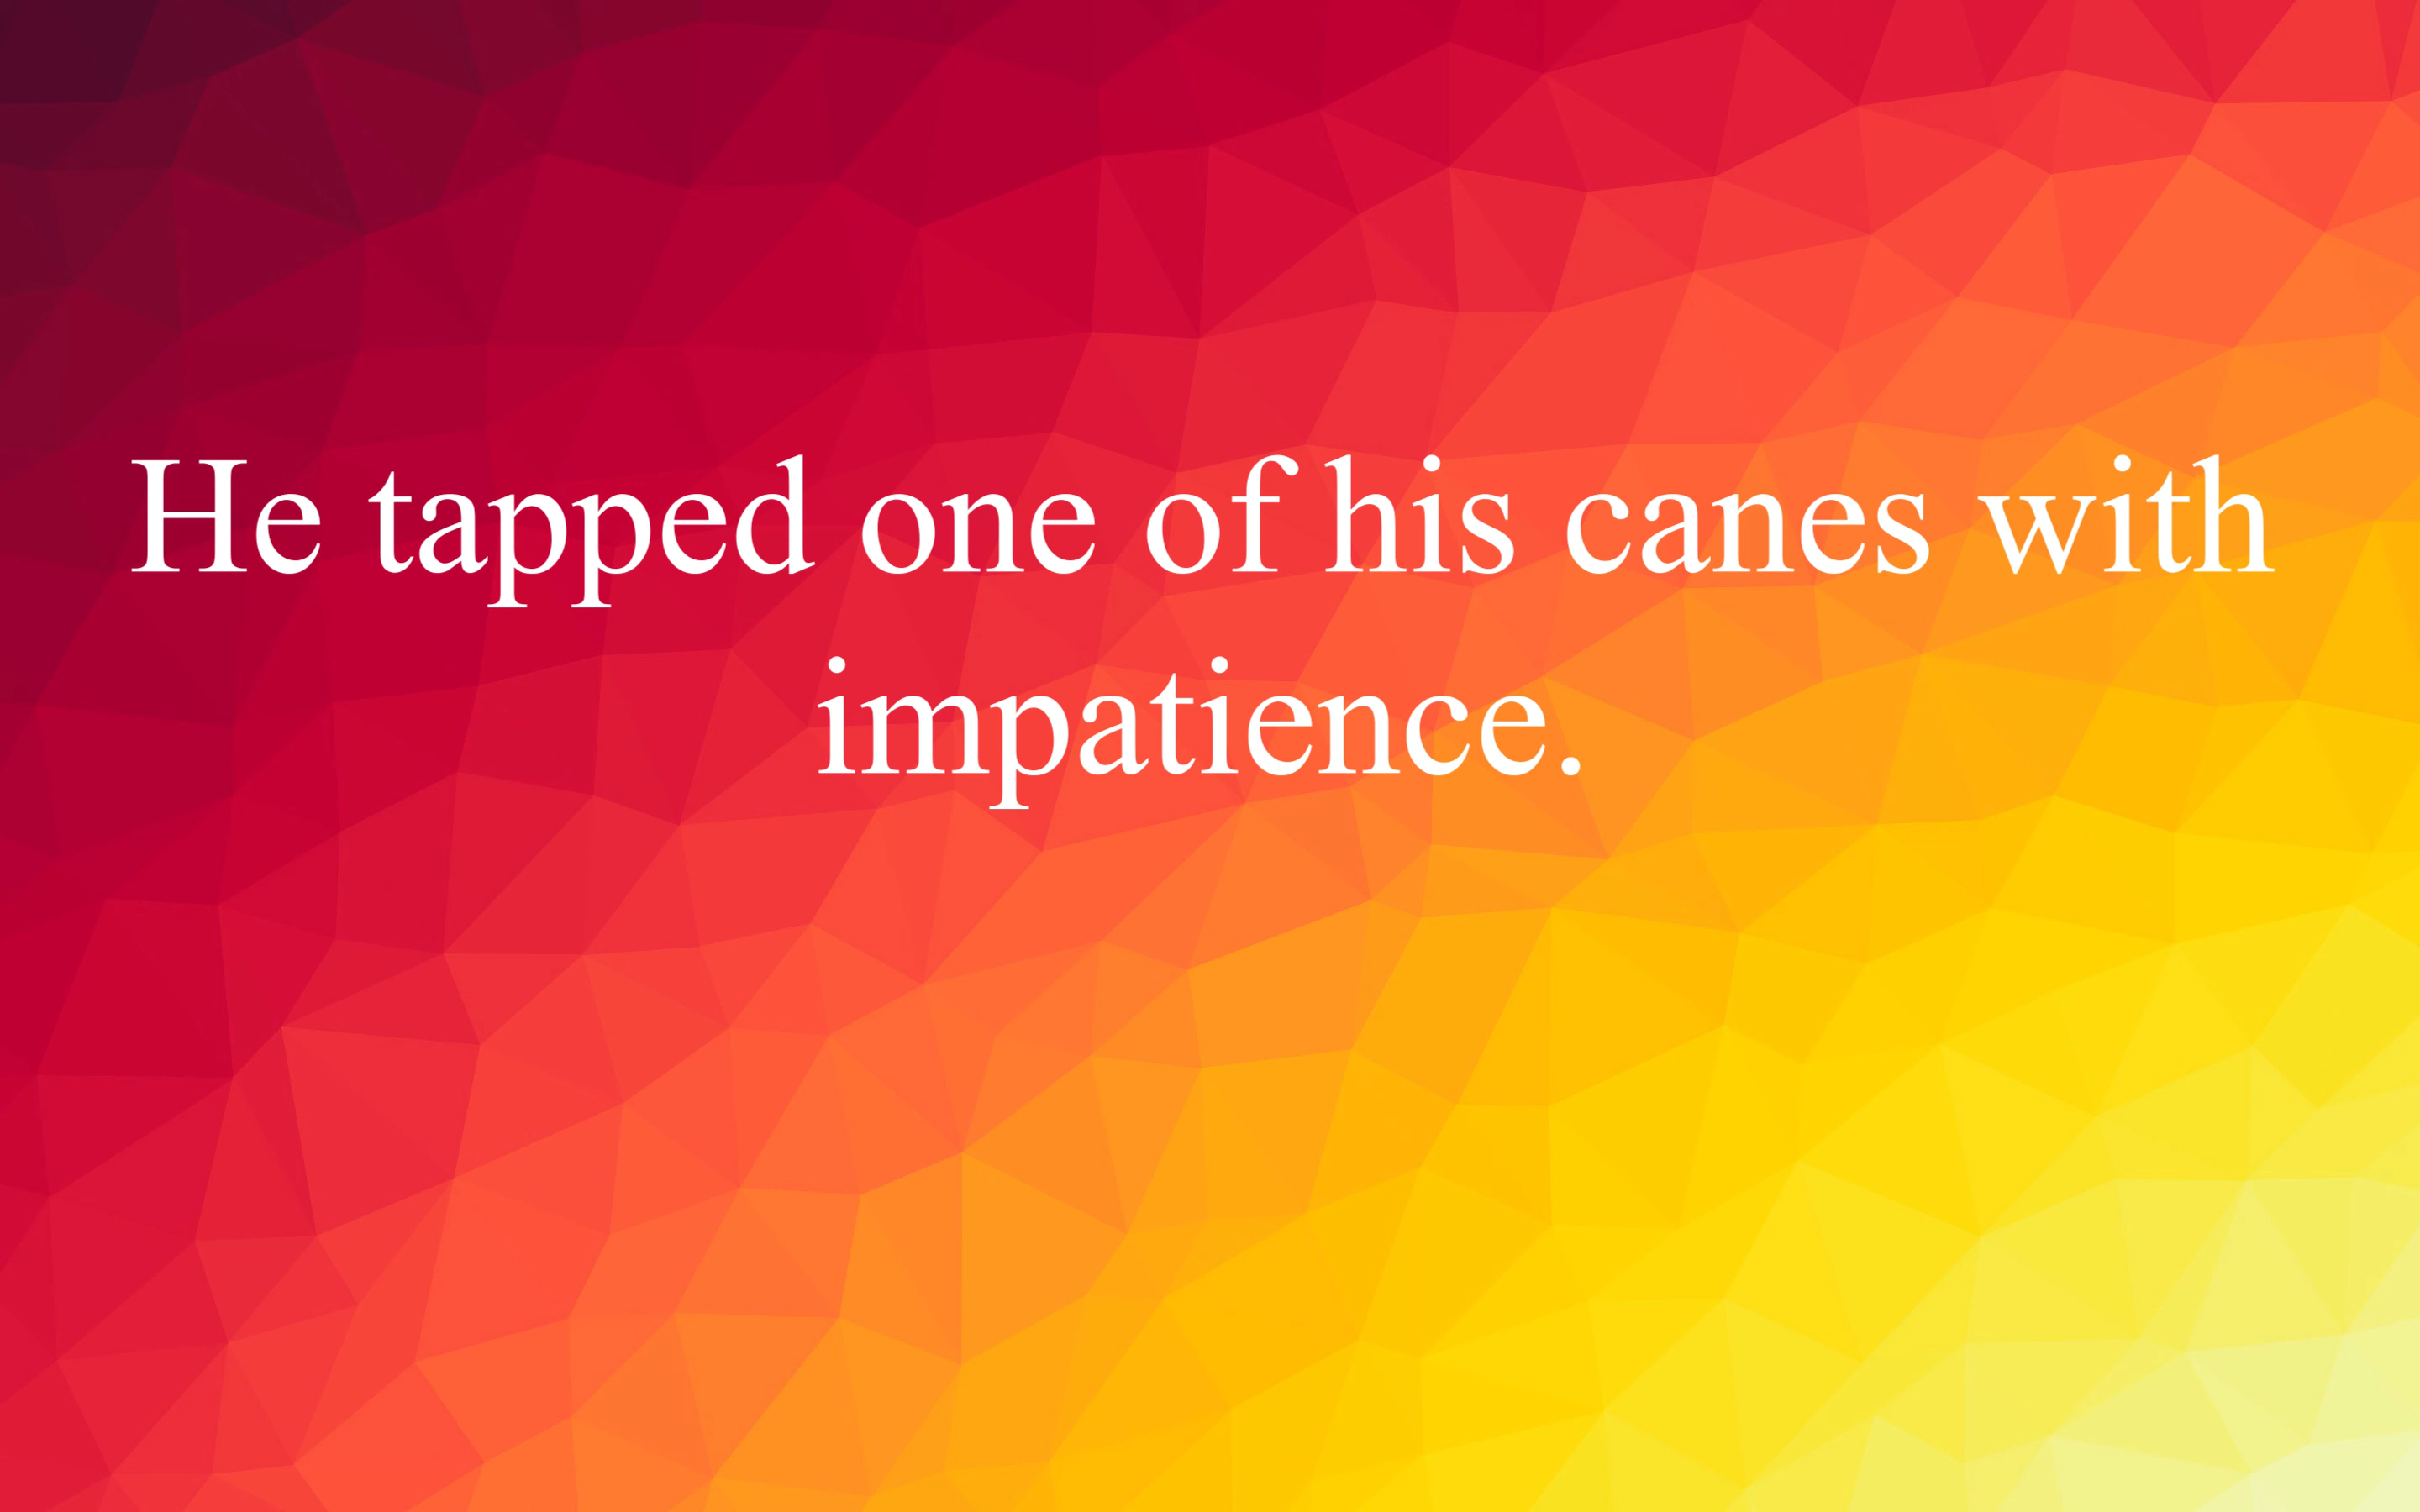 He tapped one of his canes with
impatience.